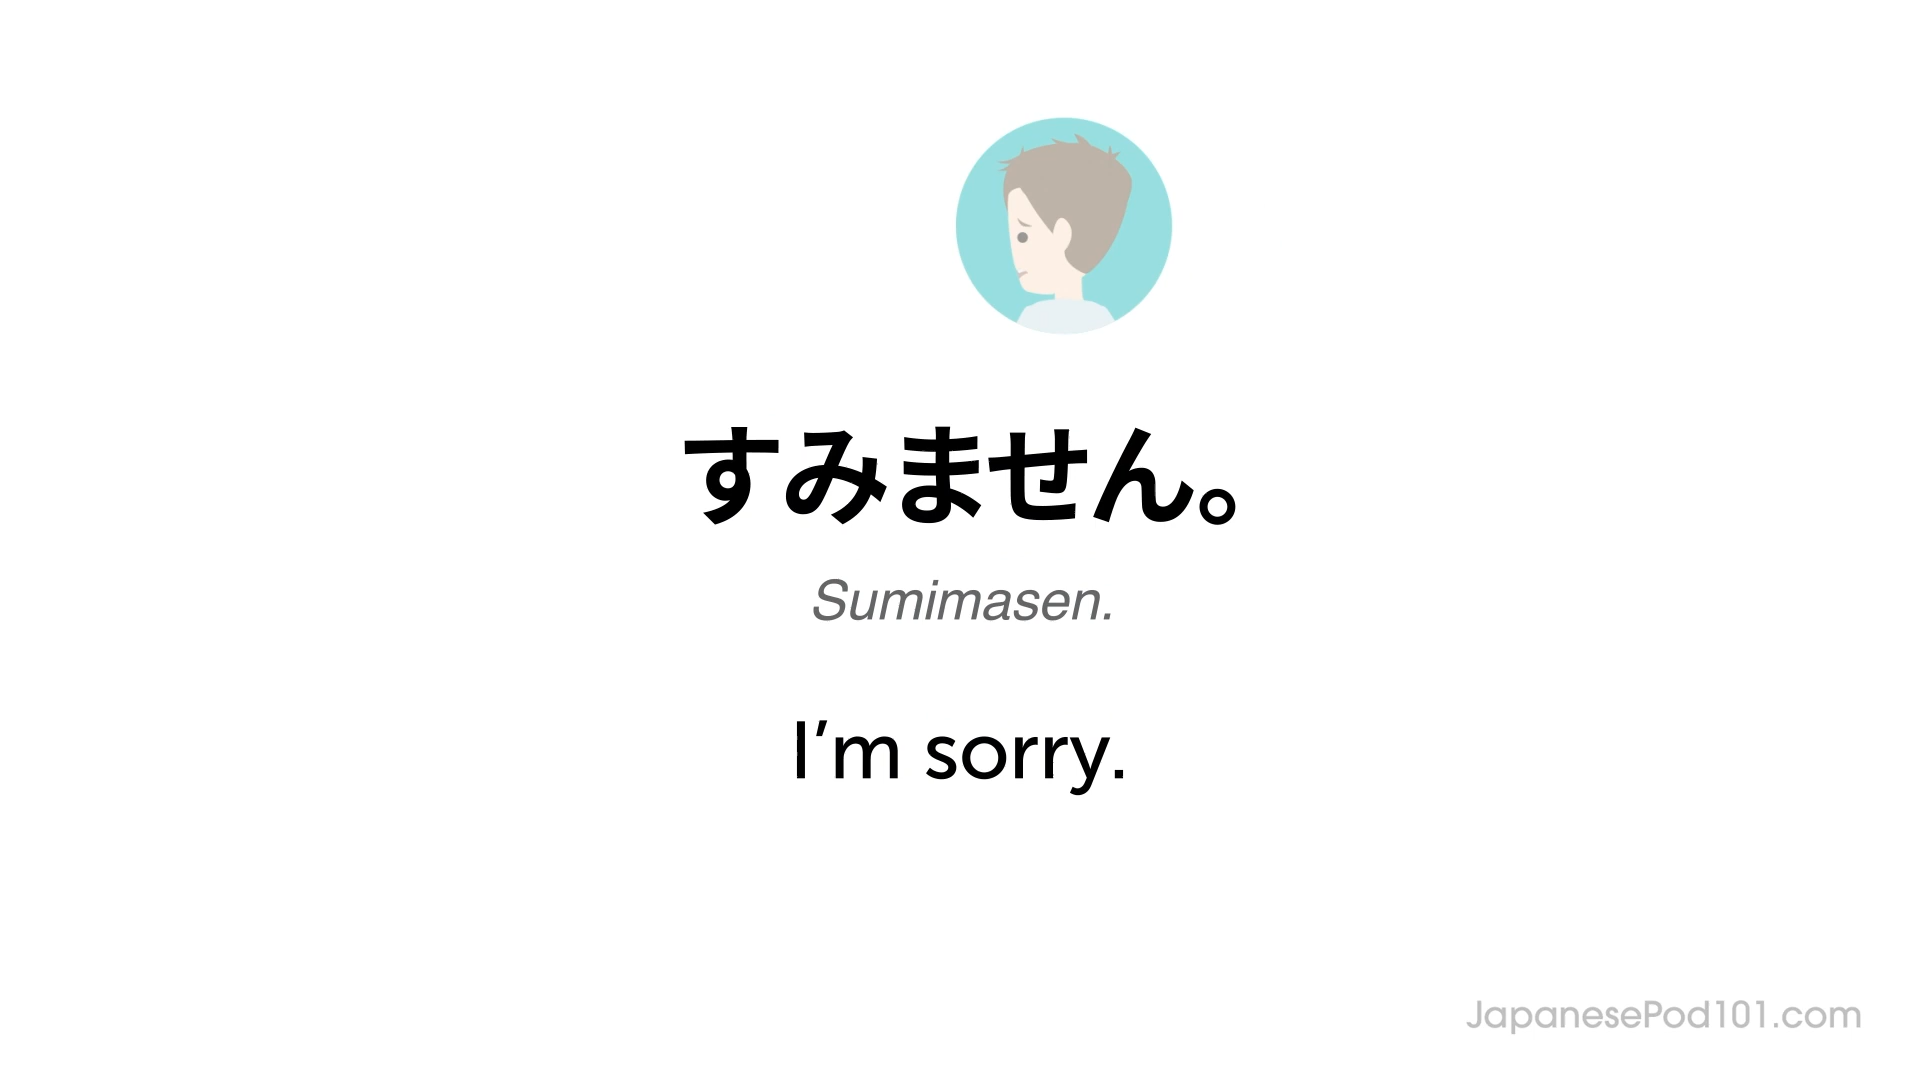 すみません。
Sumimasen.
I’m sorry.
JapanesePod101.com